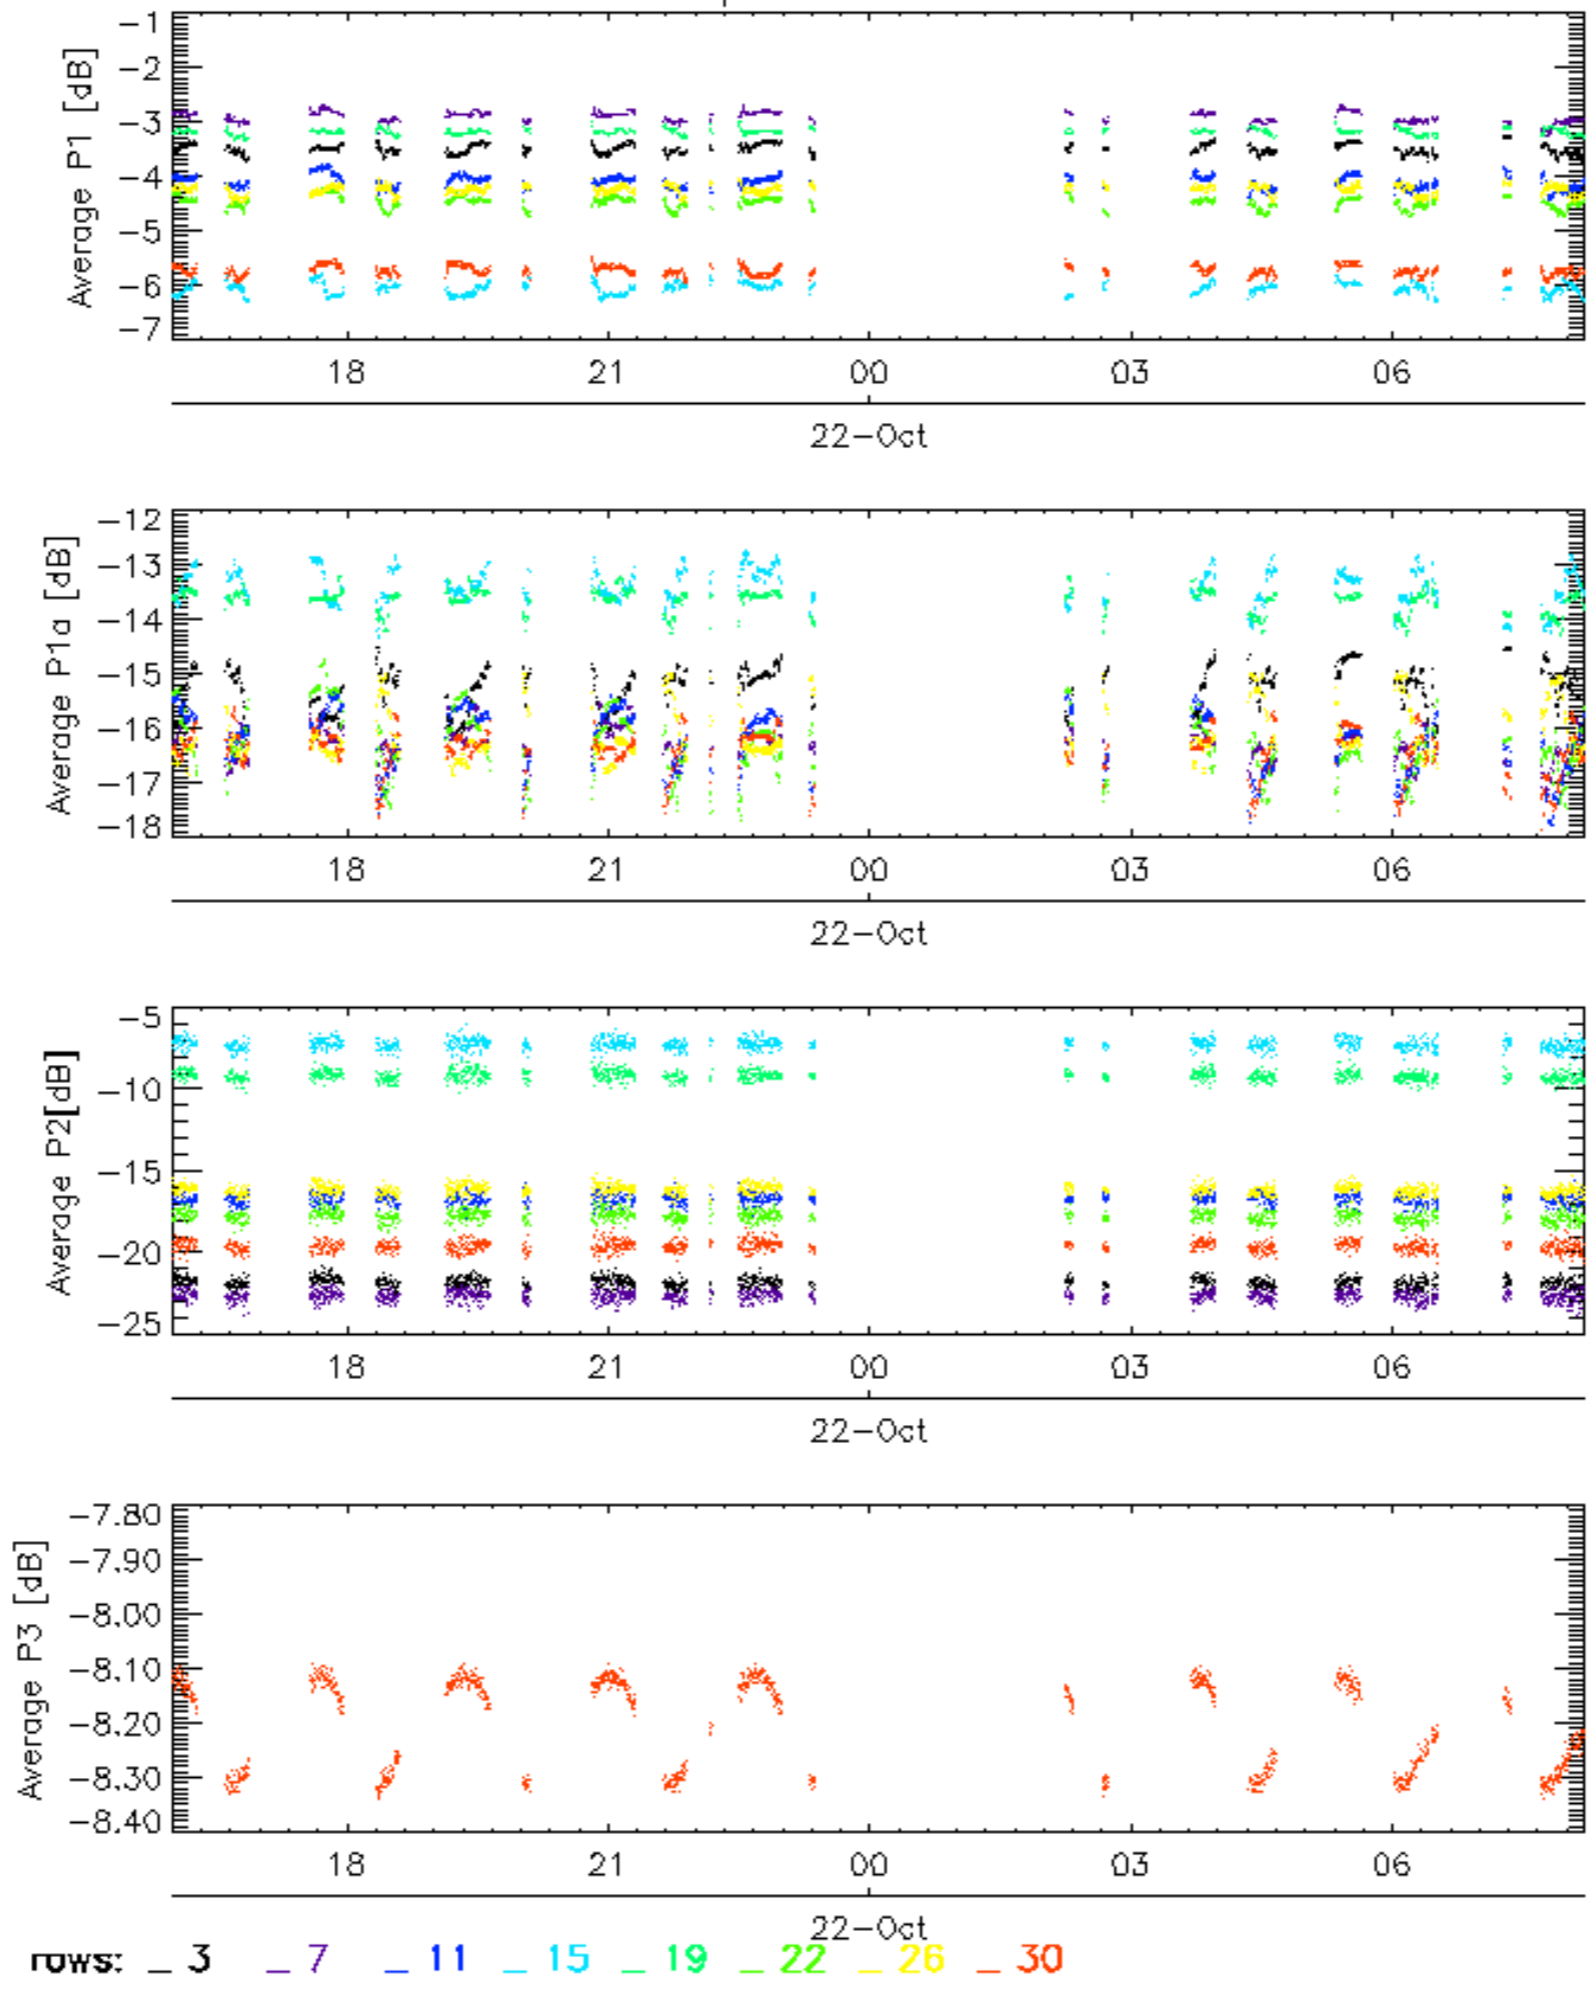 -1
-2
-3
-4
-5
-6
-7
Average P1 [dB]
18 21 00 03 06
22-Oct
-12
-13
-14
-15
-16
-17
-18
Average P1a [dB]
18 21 00 03 06
22-Oct
-5
-10
-15
-20
-25
Average P2[dB]
18 21 00 03 06
22-Oct
-7.80
-7.90
-8.00
-8.10
-8.20
-8.30
-8.40
Average P3 [dB]
18 21 00 03 06
22-Oct
rows: _ 3 _ 7 _ 11 _ 15 _ 19 _ 22 _ 26 _ 30